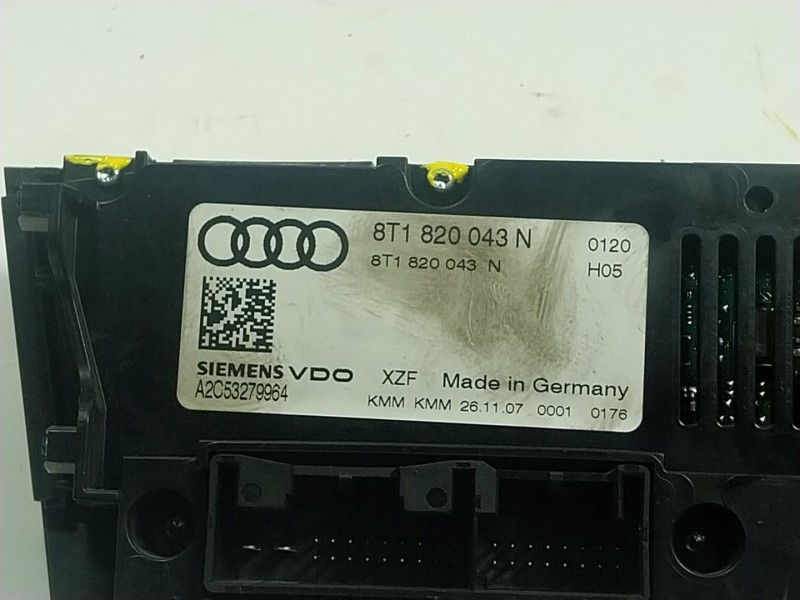 8T1 820 043 N 0120
8T1 820 043 N H05
SIEMENS VDO XZF Made in Germany
A2C53279964 KMM KMM 26.11.07 0001 0176